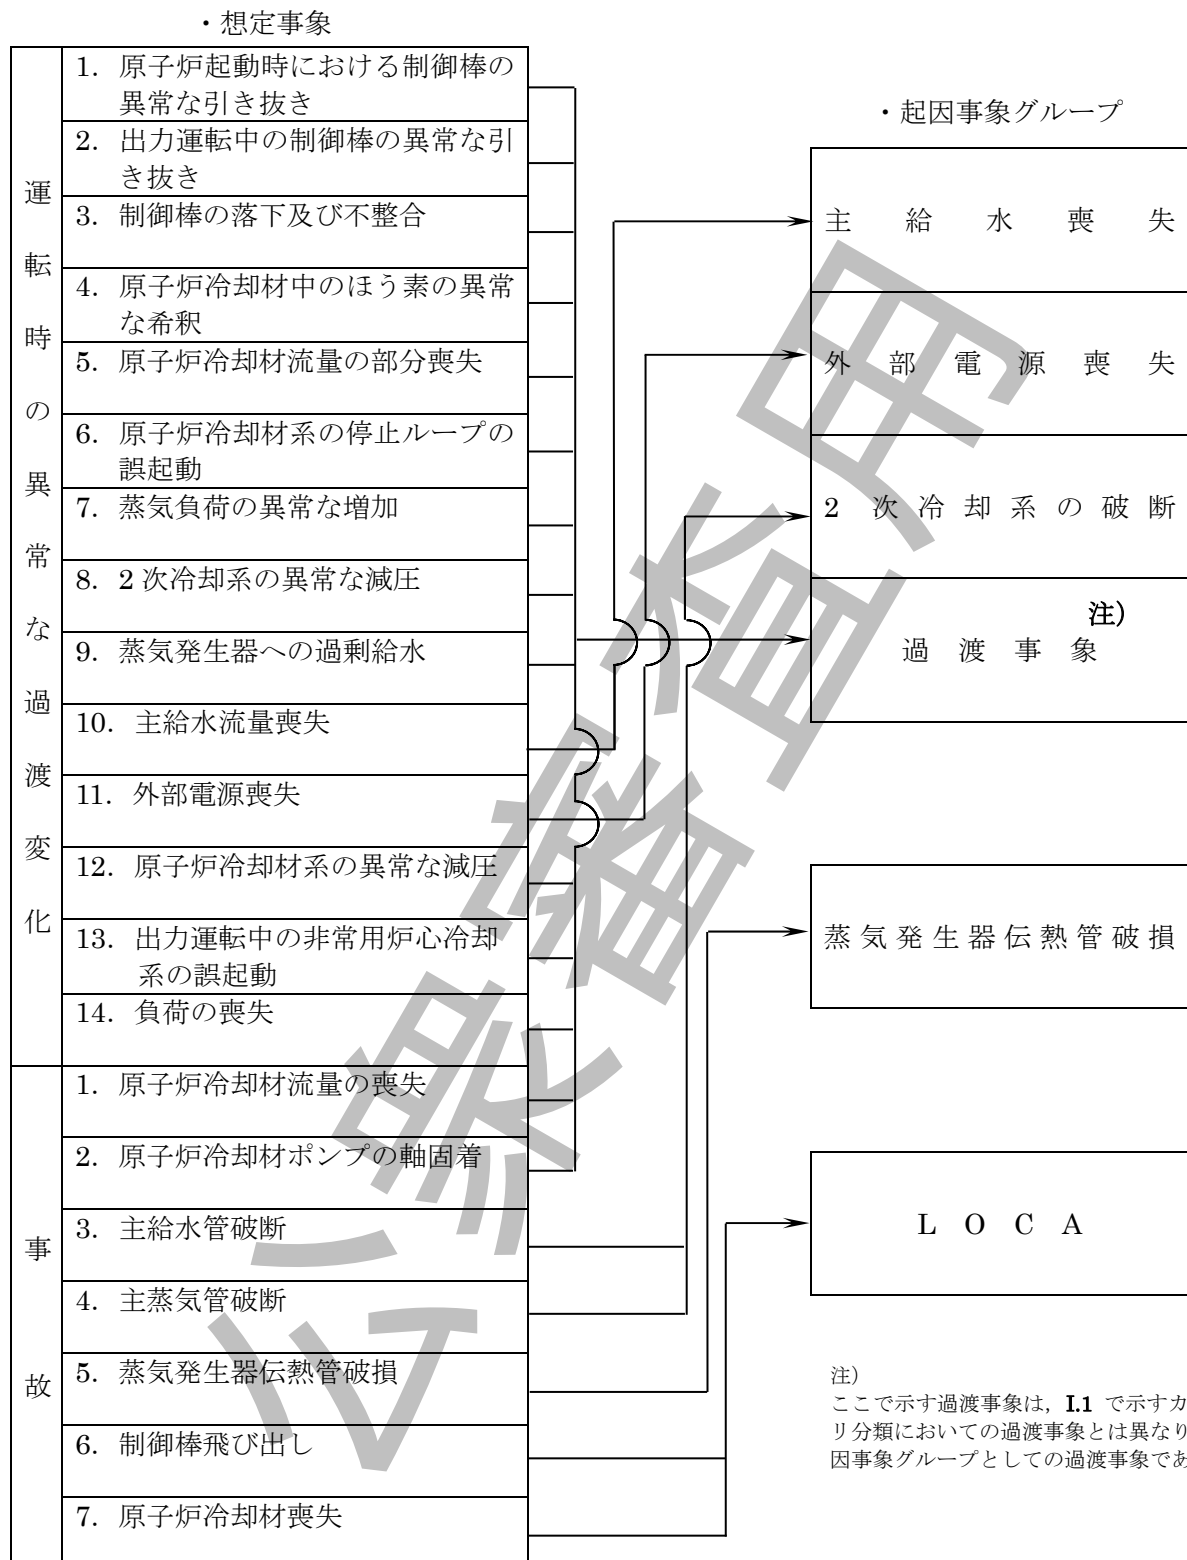 ・想定事象
運転時の異常な過渡変化
1. 原子炉起動時における制御棒の
異常な引き抜き
2. 出力運転中の制御棒の異常な引
き抜き
3. 制御棒の落下及び不整合
4. 原子炉冷却材中のほう素の異常
な希釈
5. 原子炉冷却材流量の部分喪失
6. 原子炉冷却材系の停止ループの
誤起動
7. 蒸気負荷の異常な増加
8. 2次冷却系の異常な減圧
9. 蒸気発生器への過剰給水
10. 主給水流量喪失
11. 外部電源喪失
12. 原子炉冷却材系の異常な減圧
13. 出力運転中の非常用炉心冷却
系の誤起動
14. 負荷の喪失
事故
1. 原子炉冷却材流量の喪失
2. 原子炉冷却材ポンプの軸固着
3. 主給水管破断
4. 主蒸気管破断
5. 蒸気発生器伝熱管破損
6. 制御棒飛び出し
7. 原子炉冷却材喪失
・起因事象グループ
主給水喪失
外部電源喪失
2次冷却系の破断
注)
過渡事象
蒸気発生器伝熱管破損
LOCA
注)
ここで示す過渡事象は，I.1 で示すカ
リ分類においての過渡事象とは異なり
因事象グループとしての過渡事象であ
公衆審査用